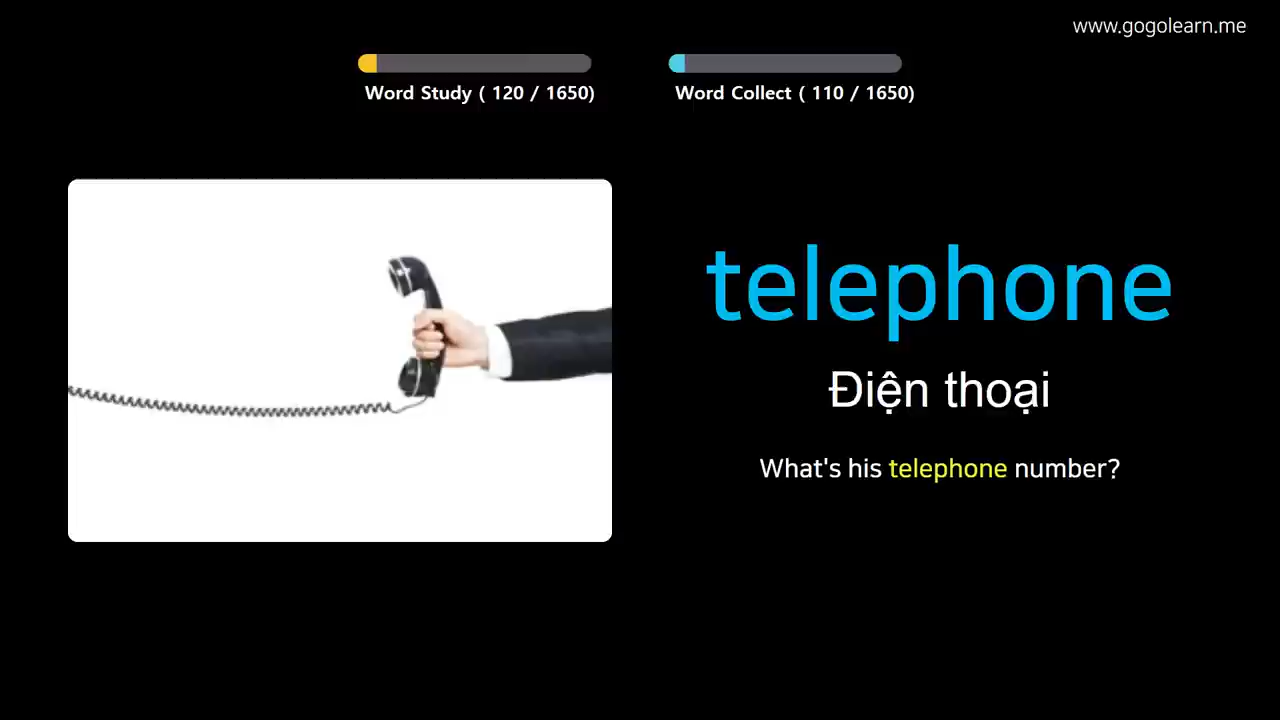 www.gogolearn.me
Word Study ( 120 / 1650)
Word Collect ( 110 / 1650)
telephone
Điện thoại
What's his telephone number?